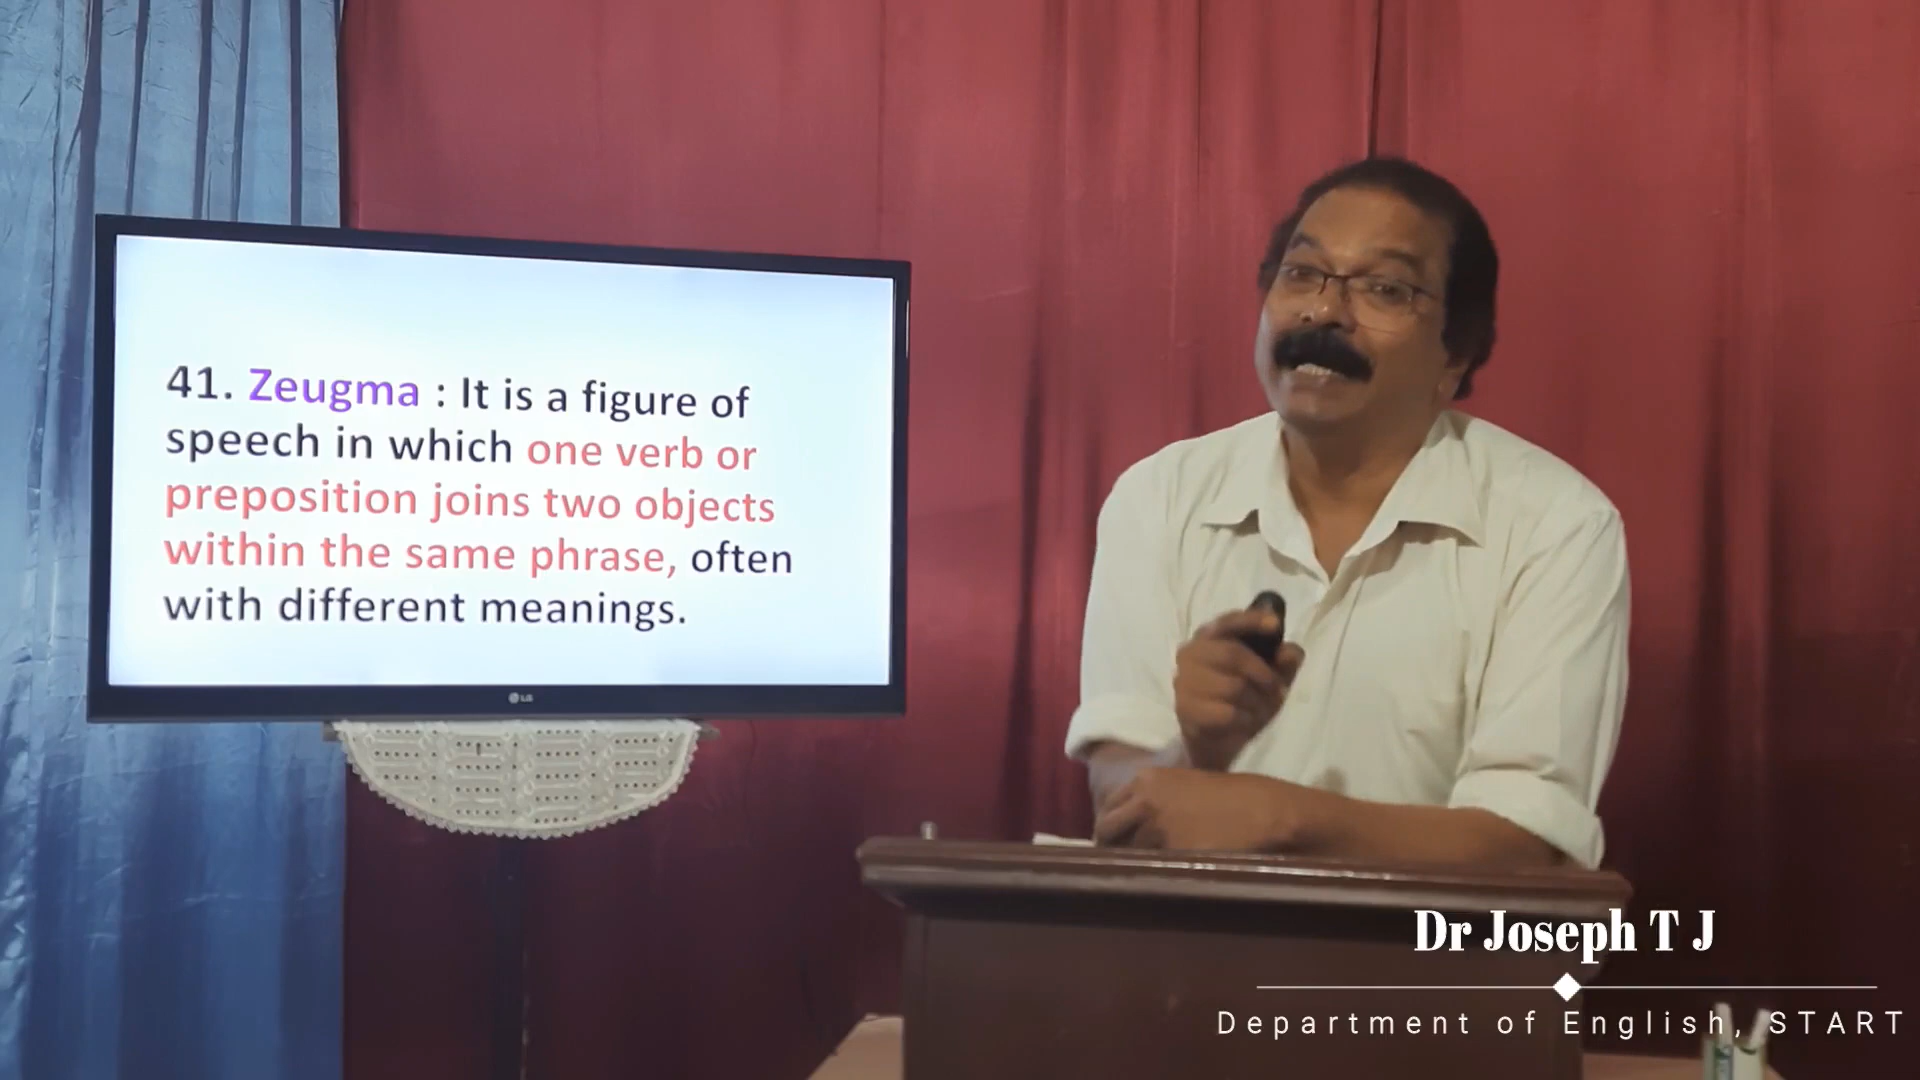 41. Zeugma : It is a figure of
speech in which one verb or
preposition joins two objects
within the same phrase, often
with different meanings.
LG
Dr Joseph T J
Department of English, START